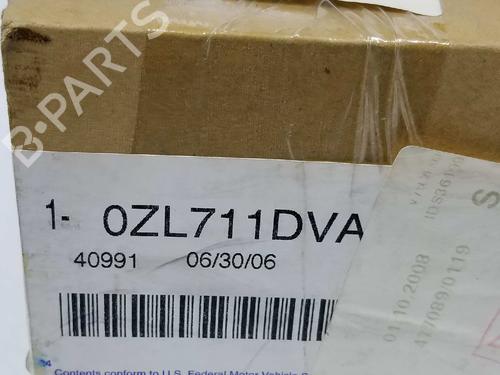 B-PARTS
1- 0ZL711DVA
40991 06/30/06
Contents conform to U.S. Federal Motor Vehicle S
01.10.2008
S